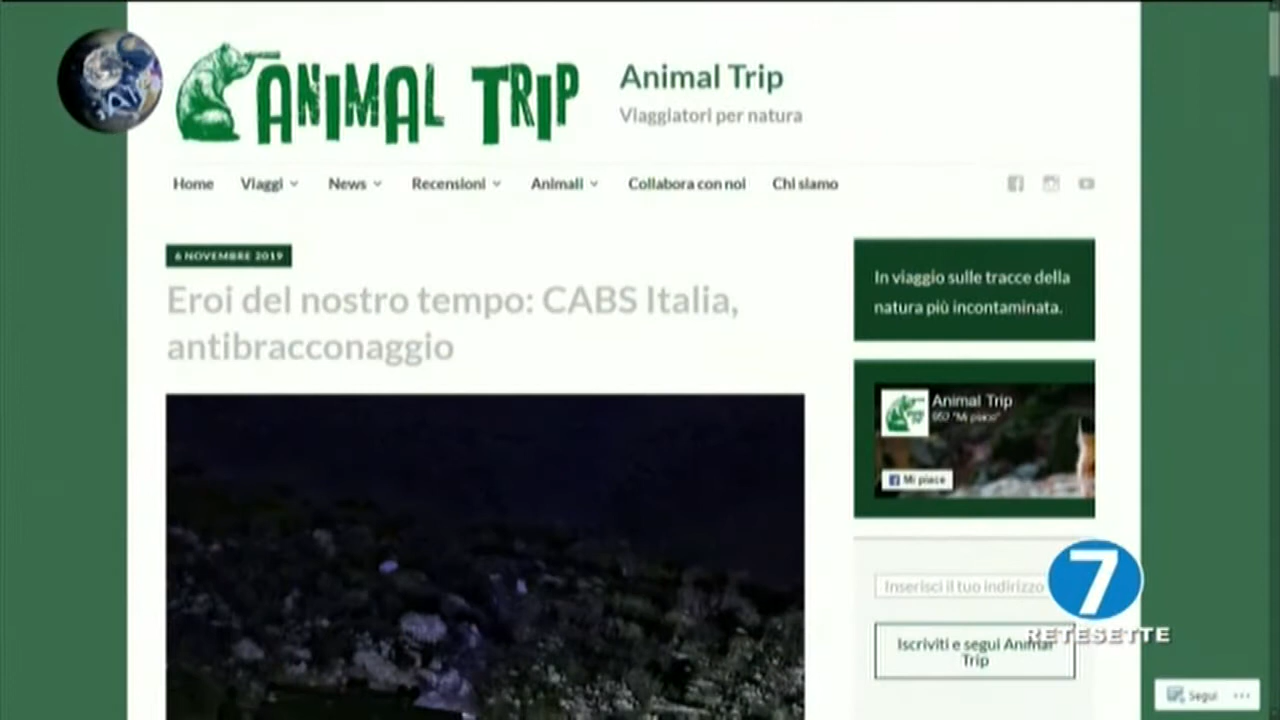 ANIMAL TRIP
Animal Trip
Viaggiatori per natura
Home Viaggi News Recensioni Animali Collabora con noi Chi siamo
6 NOVEMBRE 2019
Eroi del nostro tempo: CABS Italia,
antibracconaggio
In viaggio sulle tracce della
natura più incontaminata.
Animal Trip
"Mi piace"
Mi piace
Inserisci il tuo indirizzo
Iscriviti e segui Animal
Trip
7
RETESETTE
Segui